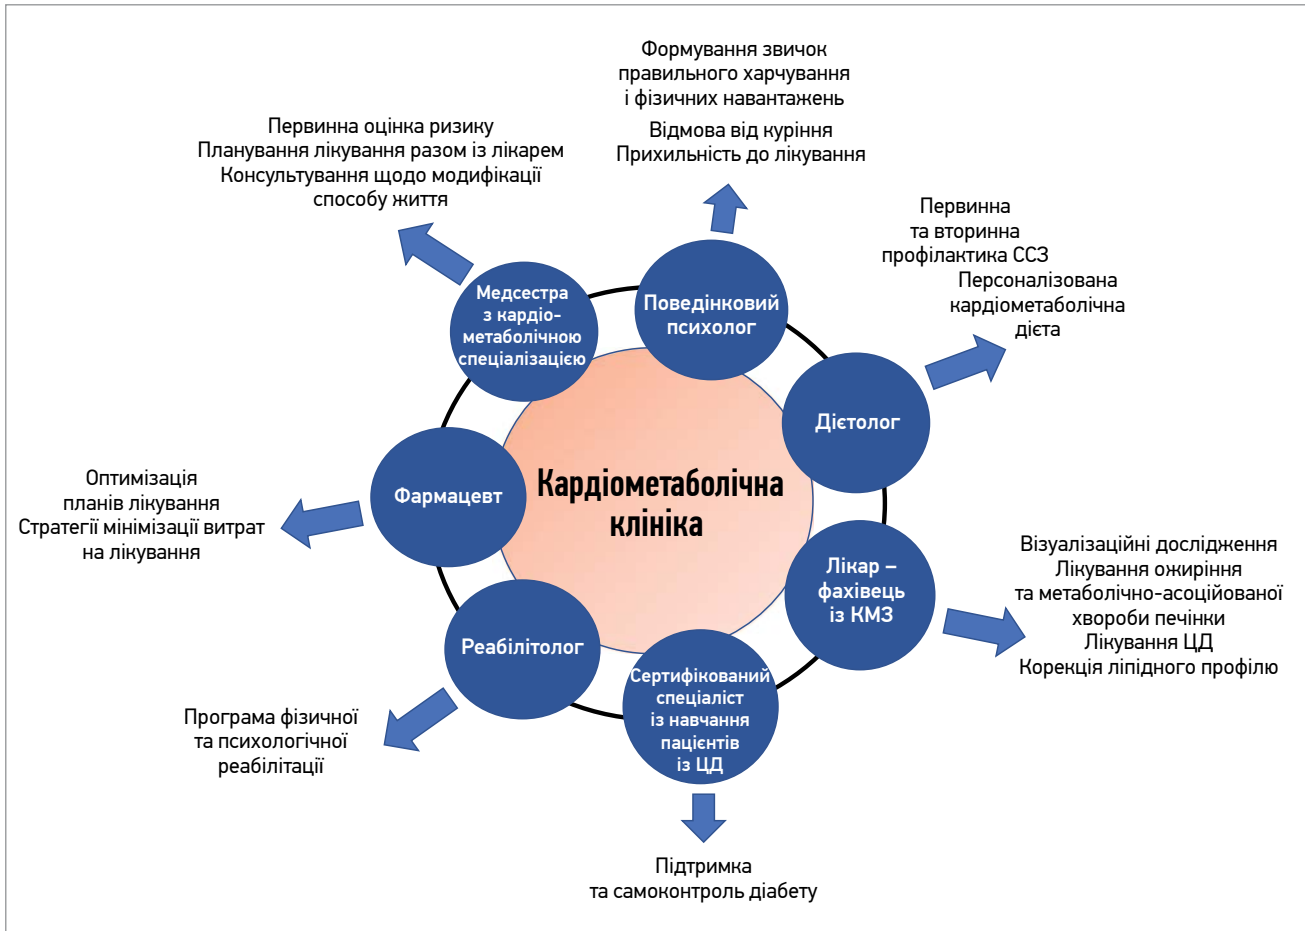 Формування звичок
правильного харчування
і фізичних навантажень
Відмова від куріння
Прихильність до лікування
Первинна оцінка ризику
Планування лікування разом із лікарем
Консультування щодо модифікації
способу життя
Первинна
та вторинна
профілактика ССЗ
Персоналізована
кардіометаболічна
дієта
Медсестра
з кардіо-
метаболічною
спеціалізацією
Поведінковий
психолог
Дієтолог
Кардіометаболічна
клініка
Фармацевт
Оптимізація
планів лікування
Стратегії мінімізації витрат
на лікування
Лікар –
фахівець
із КМЗ
Візуалізаційні дослідження
Лікування ожиріння
та метаболічно-асоційованої
хвороби печінки
Лікування ЦД
Корекція ліпідного профілю
Реабілітолог
Сертифікований
спеціаліст
із навчання
пацієнтів
із ЦД
Програма фізичної
та психологічної
реабілітації
Підтримка
та самоконтроль діабету